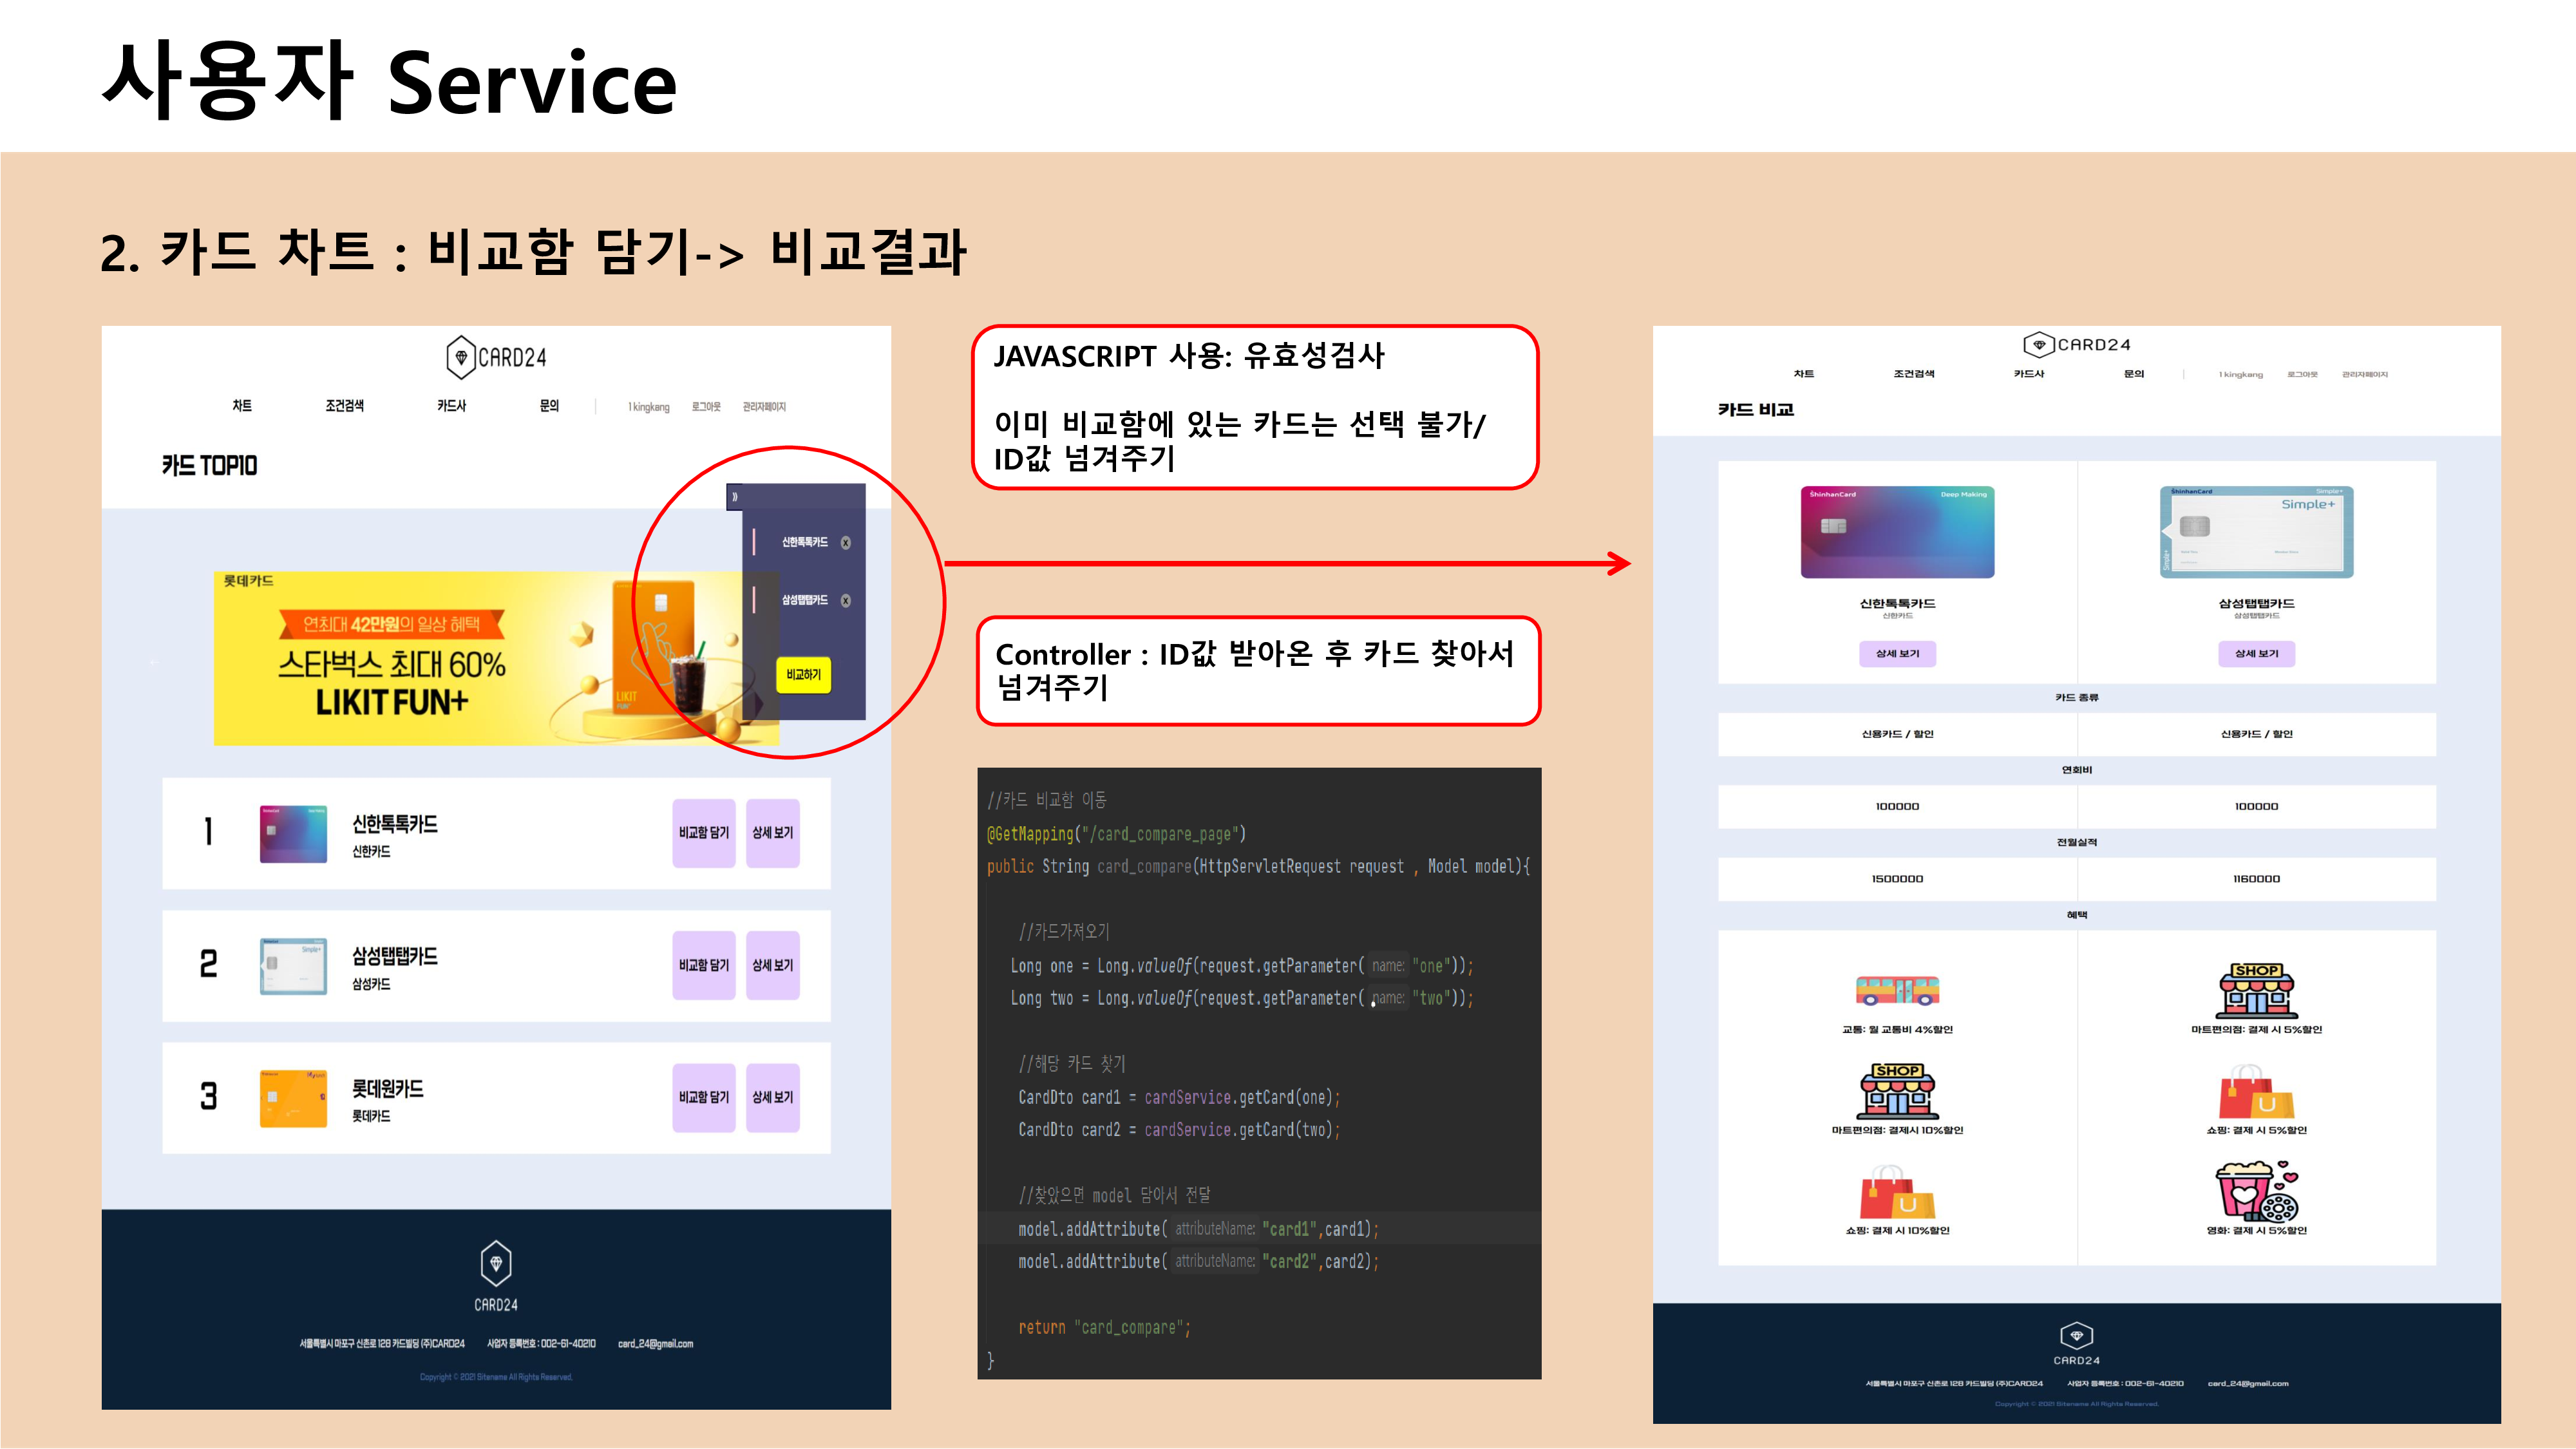 사용자 Service
2. 카드 차트 : 비교함 담기-> 비교결과
CARD24
차트 조건검색 카드사 문의 1 kingkang 로그아웃 관리자페이지
카드 TOP10
»
신한톡톡카드 X
삼성탭탭카드 X
비교하기
롯데카드
연최대 42만원의 일상 혜택
스타벅스 최대 60%
LIKIT FUN+
LIKIT
1
신한톡톡카드
신한카드
비교함 담기 상세 보기
2
Simple+
삼성탭탭카드
삼성카드
비교함 담기 상세 보기
3
롯데원카드
롯데카드
비교함 담기 상세 보기
CARD24
서울특별시 마포구 신촌로 128 카드빌딩 (주)CARD24 사업자 등록번호 : 002-61-40210 card_24@gmail.com
Copyright © 2021 Sitename All Rights Reserved.
JAVASCRIPT 사용: 유효성검사
이미 비교함에 있는 카드는 선택 불가/
ID값 넘겨주기
Controller : ID값 받아온 후 카드 찾아서
넘겨주기
//카드 비교함 이동
@GetMapping("/card_compare_page")
public String card_compare(HttpServletRequest request , Model model){
//카드가져오기
Long one = Long.valueOf(request.getParameter( name: "one"));
Long two = Long.valueOf(request.getParameter( name: "two"));
//해당 카드 찾기
CardDto card1 = cardService.getCard(one);
CardDto card2 = cardService.getCard(two);
//찾았으면 model 담아서 전달
model.addAttribute( attributeName: "card1",card1);
model.addAttribute( attributeName: "card2",card2);
return "card_compare";
}
CARD24
차트 조건검색 카드사 문의 1 kingkang 로그아웃 관리자페이지
카드 비교
ShinhanCard Deep Making
ShinhanCard Simple+
Simple+
Simple+
신한톡톡카드 삼성탭탭카드
신한카드 삼성탭탭카드
상세 보기 상세 보기
카드 종류
신용카드 / 할인 신용카드 / 할인
연회비
100000 100000
전월실적
1500000 1160000
혜택
SHOP
교통: 월 교통비 4%할인 마트편의점: 결제 시 5%할인
SHOP
마트편의점: 결제시 10%할인 쇼핑: 결제 시 5%할인
쇼핑: 결제 시 10%할인 영화: 결제 시 5%할인
CARD24
서울특별시 마포구 신촌로 128 카드빌딩 (주)CARD24 사업자 등록번호 : 002-61-40210 card_24@gmail.com
Copyright © 2021 Sitename All Rights Reserved.